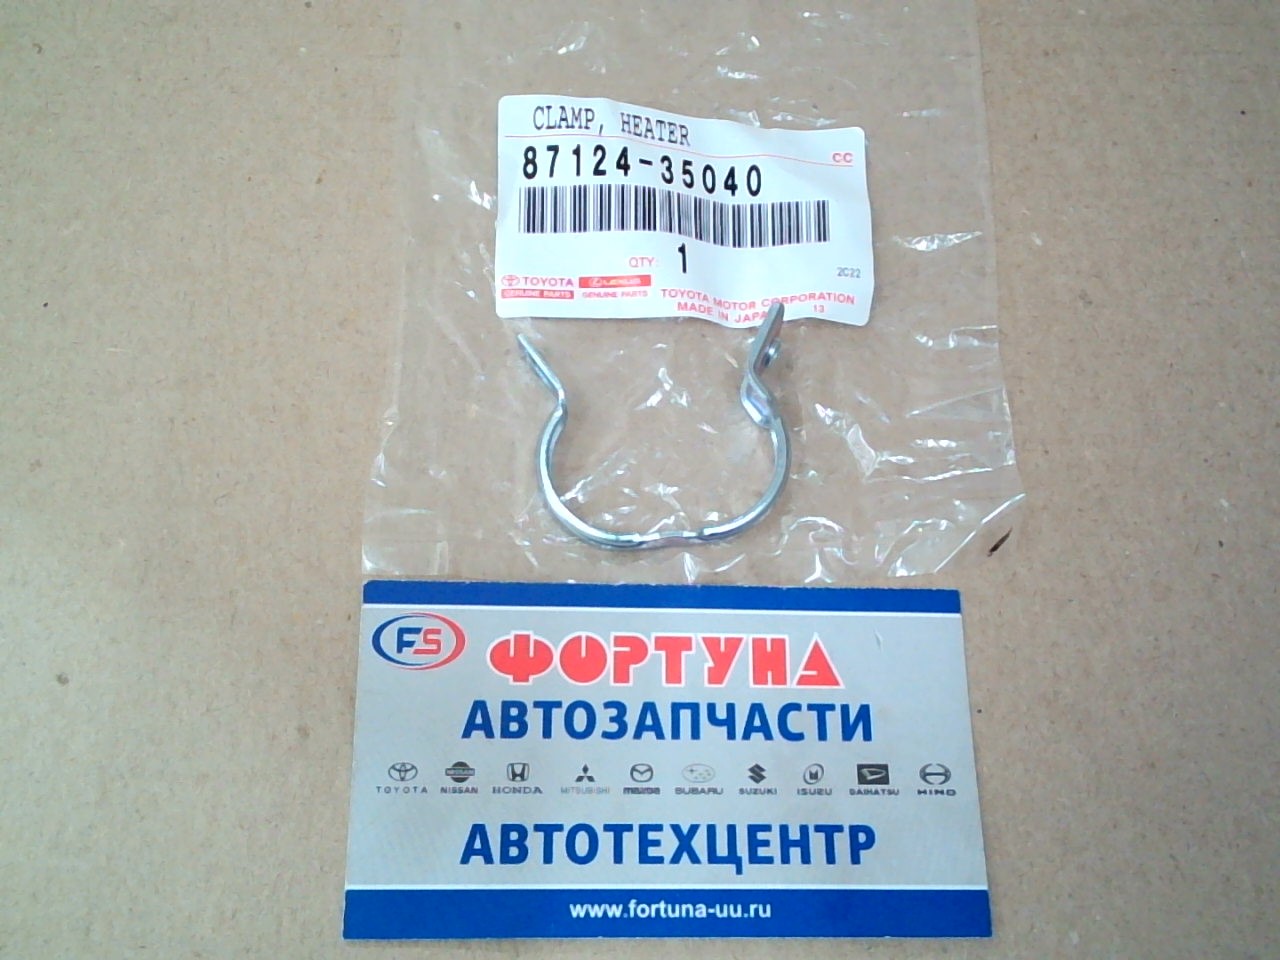 CLAMP, HEATER
CC
87124-35040
QTY: 1
2C22
TOYOTA LEXUS
GENUINE PARTS GENUINE PARTS
TOYOTA MOTOR CORPORATION
MADE IN JAPAN 13
FS ФОРТУНА
АВТОЗАПЧАСТИ
TOYOTA NISSAN HONDA MITSUBISHI mazda SUBARU SUZUKI ISUZU DAIHATSU HINO
АВТОТЕХЦЕНТР
www.fortuna-uu.ru